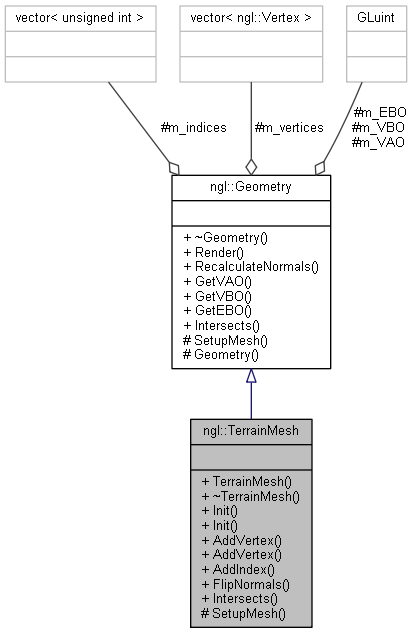 vector< unsigned int >
vector< ngl::Vertex >
GLuint
#m_indices
#m_vertices
#m_EBO
#m_VBO
#m_VAO
ngl::Geometry
+ ~Geometry()
+ Render()
+ RecalculateNormals()
+ GetVAO()
+ GetVBO()
+ GetEBO()
+ Intersects()
# SetupMesh()
# Geometry()
ngl::TerrainMesh
+ TerrainMesh()
+ ~TerrainMesh()
+ Init()
+ Init()
+ AddVertex()
+ AddVertex()
+ AddIndex()
+ FlipNormals()
+ Intersects()
# SetupMesh()